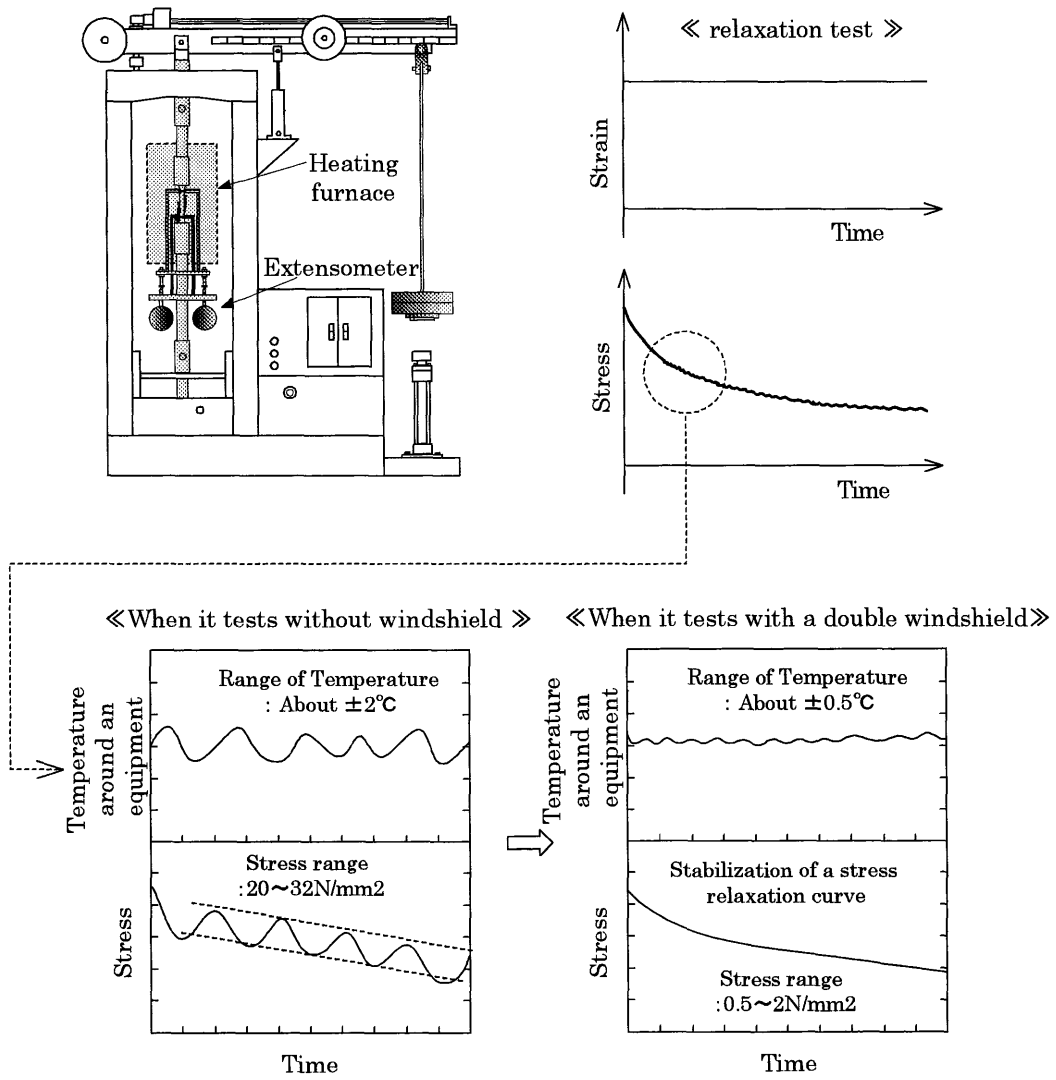 ≪ relaxation test ≫
Strain
Time
Heating
furnace
Extensometer
Stress
Time
≪When it tests without windshield ≫
Temperature
around an
equipment
Range of Temperature
: About ±2℃
Stress
Stress range
:20～32N/mm2
Time
≪When it tests with a double windshield≫
Temperature
around an
equipment
Range of Temperature
: About ±0.5℃
Stress
Stabilization of a stress
relaxation curve
Stress range
:0.5～2N/mm2
Time